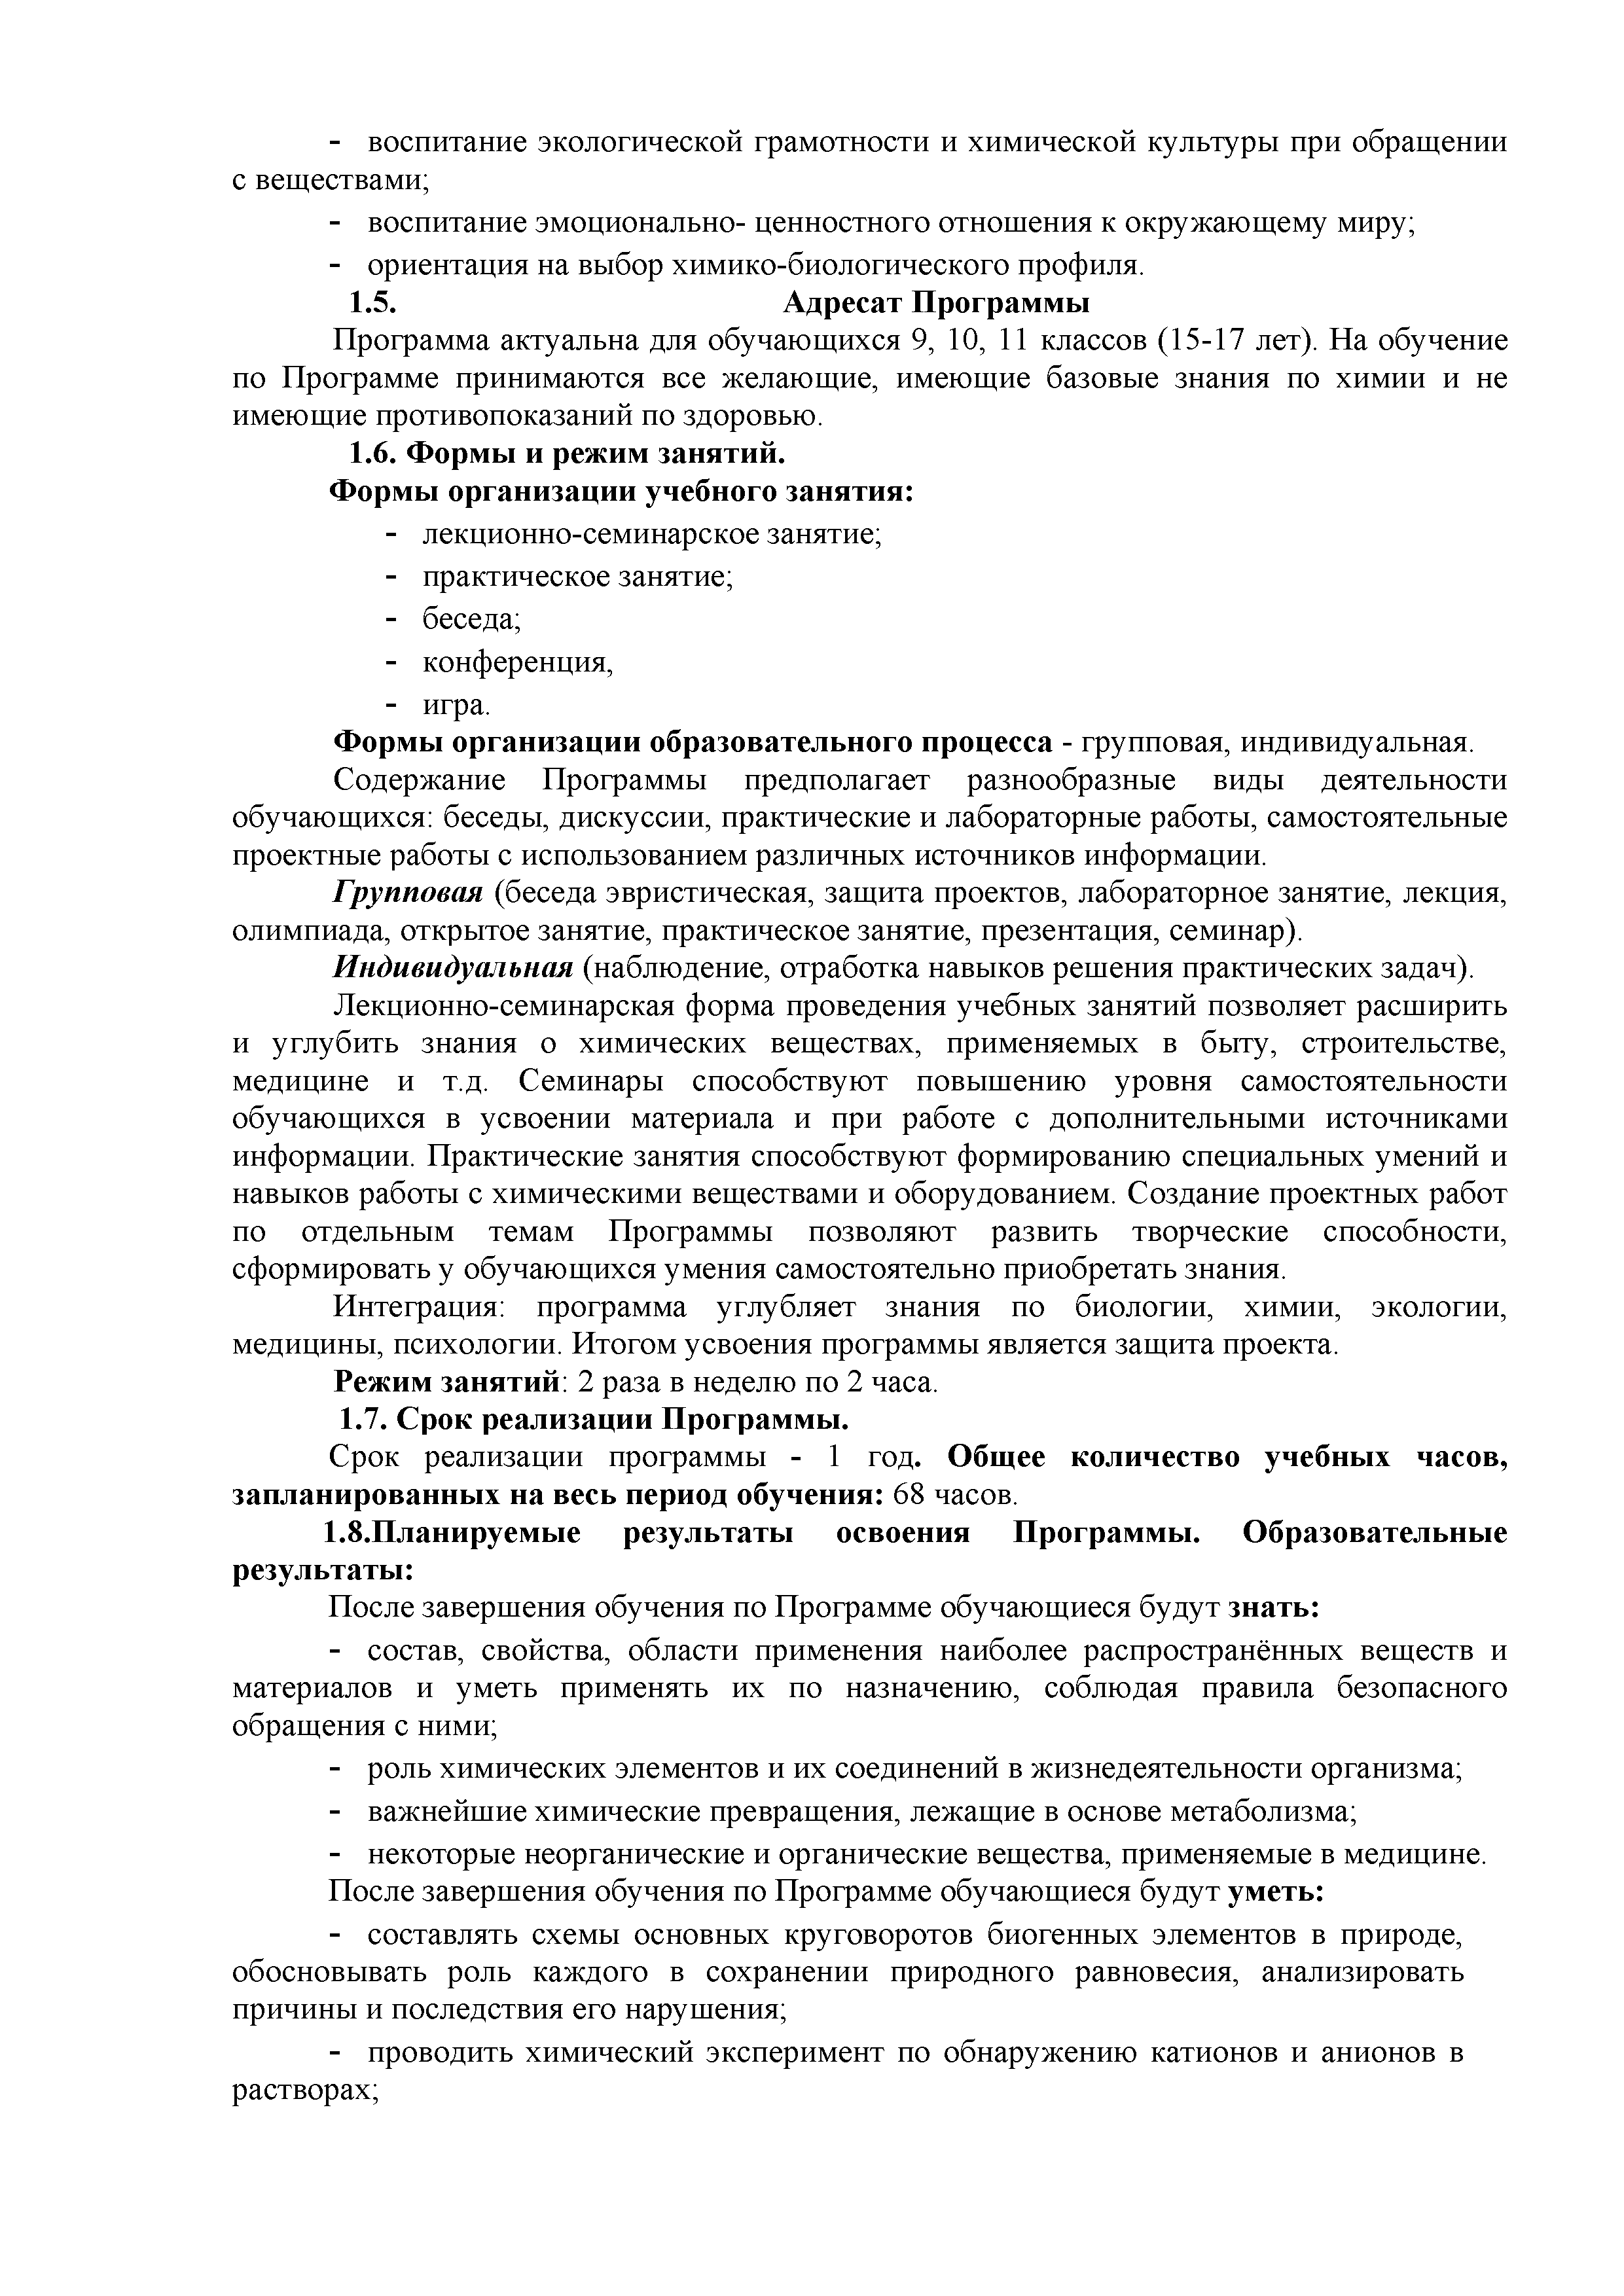 - воспитание экологической грамотности и химической культуры при обращении
с веществами;
- воспитание эмоционально- ценностного отношения к окружающему миру;
- ориентация на выбор химико-биологического профиля.
1.5. Адресат Программы
Программа актуальна для обучающихся 9, 10, 11 классов (15-17 лет). На обучение
по Программе принимаются все желающие, имеющие базовые знания по химии и не
имеющие противопоказаний по здоровью.
1.6. Формы и режим занятий.
Формы организации учебного занятия:
- лекционно-семинарское занятие;
- практическое занятие;
- беседа;
- конференция,
- игра.
Формы организации образовательного процесса - групповая, индивидуальная.
Содержание Программы предполагает разнообразные виды деятельности
обучающихся: беседы, дискуссии, практические и лабораторные работы, самостоятельные
проектные работы с использованием различных источников информации.
Групповая (беседа эвристическая, защита проектов, лабораторное занятие, лекция,
олимпиада, открытое занятие, практическое занятие, презентация, семинар).
Индивидуальная (наблюдение, отработка навыков решения практических задач).
Лекционно-семинарская форма проведения учебных занятий позволяет расширить
и углубить знания о химических веществах, применяемых в быту, строительстве,
медицине и т.д. Семинары способствуют повышению уровня самостоятельности
обучающихся в усвоении материала и при работе с дополнительными источниками
информации. Практические занятия способствуют формированию специальных умений и
навыков работы с химическими веществами и оборудованием. Создание проектных работ
по отдельным темам Программы позволяют развить творческие способности,
сформировать у обучающихся умения самостоятельно приобретать знания.
Интеграция: программа углубляет знания по биологии, химии, экологии,
медицины, психологии. Итогом усвоения программы является защита проекта.
Режим занятий: 2 раза в неделю по 2 часа.
1.7. Срок реализации Программы.
Срок реализации программы - 1 год. Общее количество учебных часов,
запланированных на весь период обучения: 68 часов.
1.8.Планируемые результаты освоения Программы. Образовательные
результаты:
После завершения обучения по Программе обучающиеся будут знать:
- состав, свойства, области применения наиболее распространённых веществ и
материалов и уметь применять их по назначению, соблюдая правила безопасного
обращения с ними;
- роль химических элементов и их соединений в жизнедеятельности организма;
- важнейшие химические превращения, лежащие в основе метаболизма;
- некоторые неорганические и органические вещества, применяемые в медицине.
После завершения обучения по Программе обучающиеся будут уметь:
- составлять схемы основных круговоротов биогенных элементов в природе,
обосновывать роль каждого в сохранении природного равновесия, анализировать
причины и последствия его нарушения;
- проводить химический эксперимент по обнаружению катионов и анионов в
растворах;